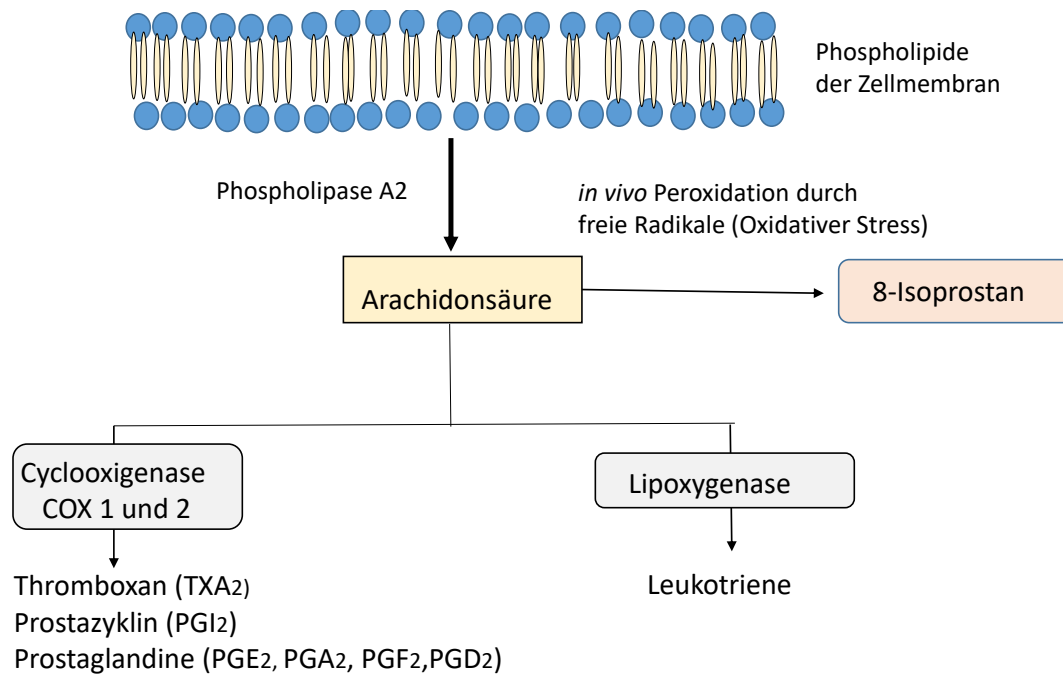 Phospholipide
der Zellmembran
Phospholipase A2
in vivo Peroxidation durch
freie Radikale (Oxidativer Stress)
Arachidonsäure
8-Isoprostan
Cyclooxigenase
COX 1 und 2
Lipoxygenase
Thromboxan (TXA2)
Prostazyklin (PGI2)
Prostaglandine (PGE2, PGA2, PGF2,PGD2)
Leukotriene